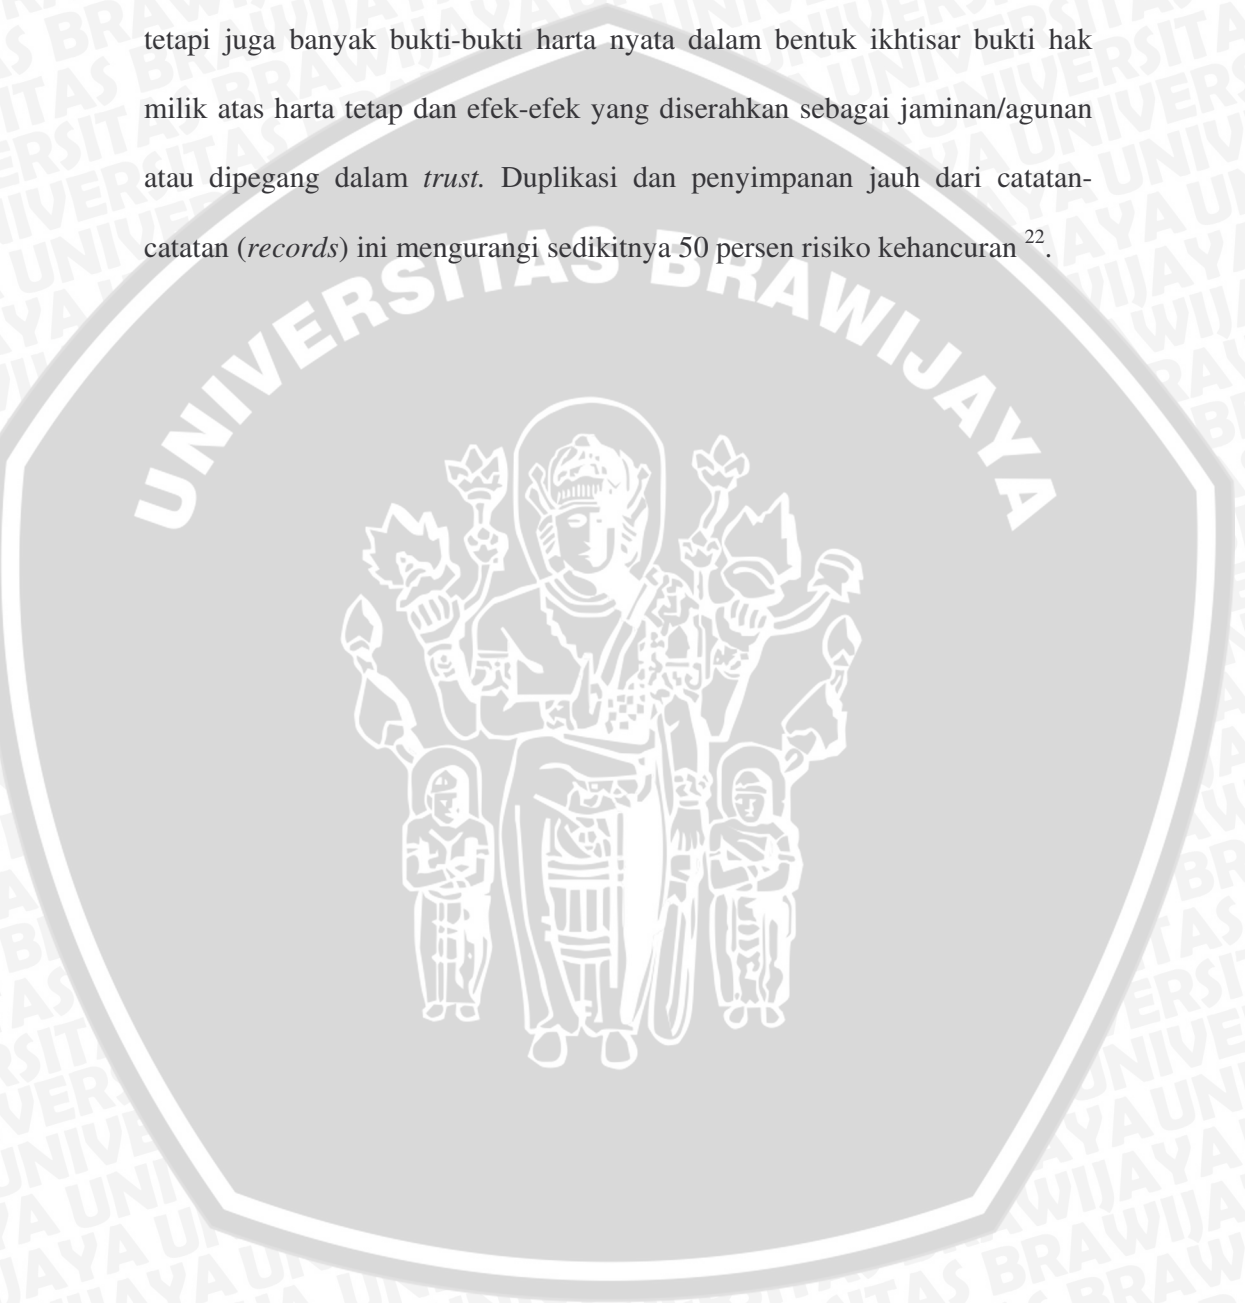 tetapi juga banyak bukti-bukti harta nyata dalam bentuk ikhtisar bukti hak
milik atas harta tetap dan efek-efek yang diserahkan sebagai jaminan/agunan
atau dipegang dalam trust. Duplikasi dan penyimpanan jauh dari catatan-
catatan (records) ini mengurangi sedikitnya 50 persen risiko kehancuran 22.
UNIVERSITAS BRAWIJAYA